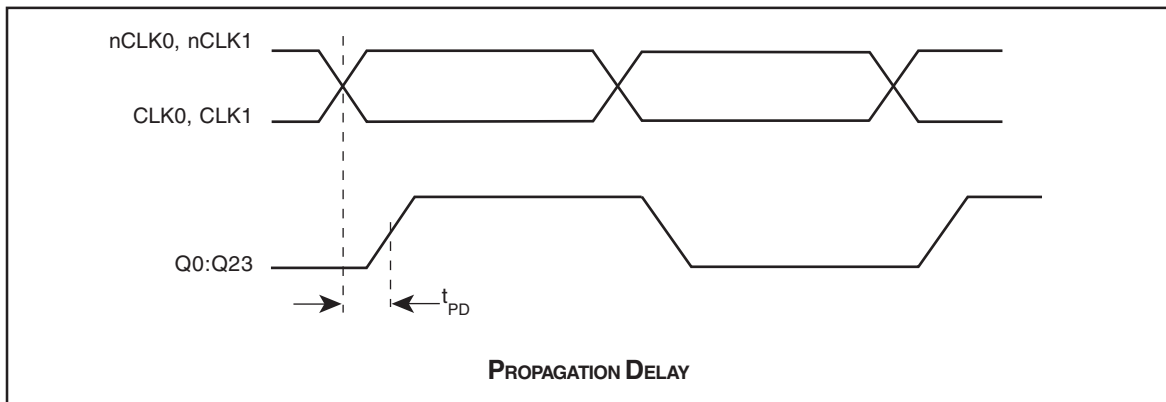 nCLK0, nCLK1
CLK0, CLK1
Q0:Q23
tPD
PROPAGATION DELAY